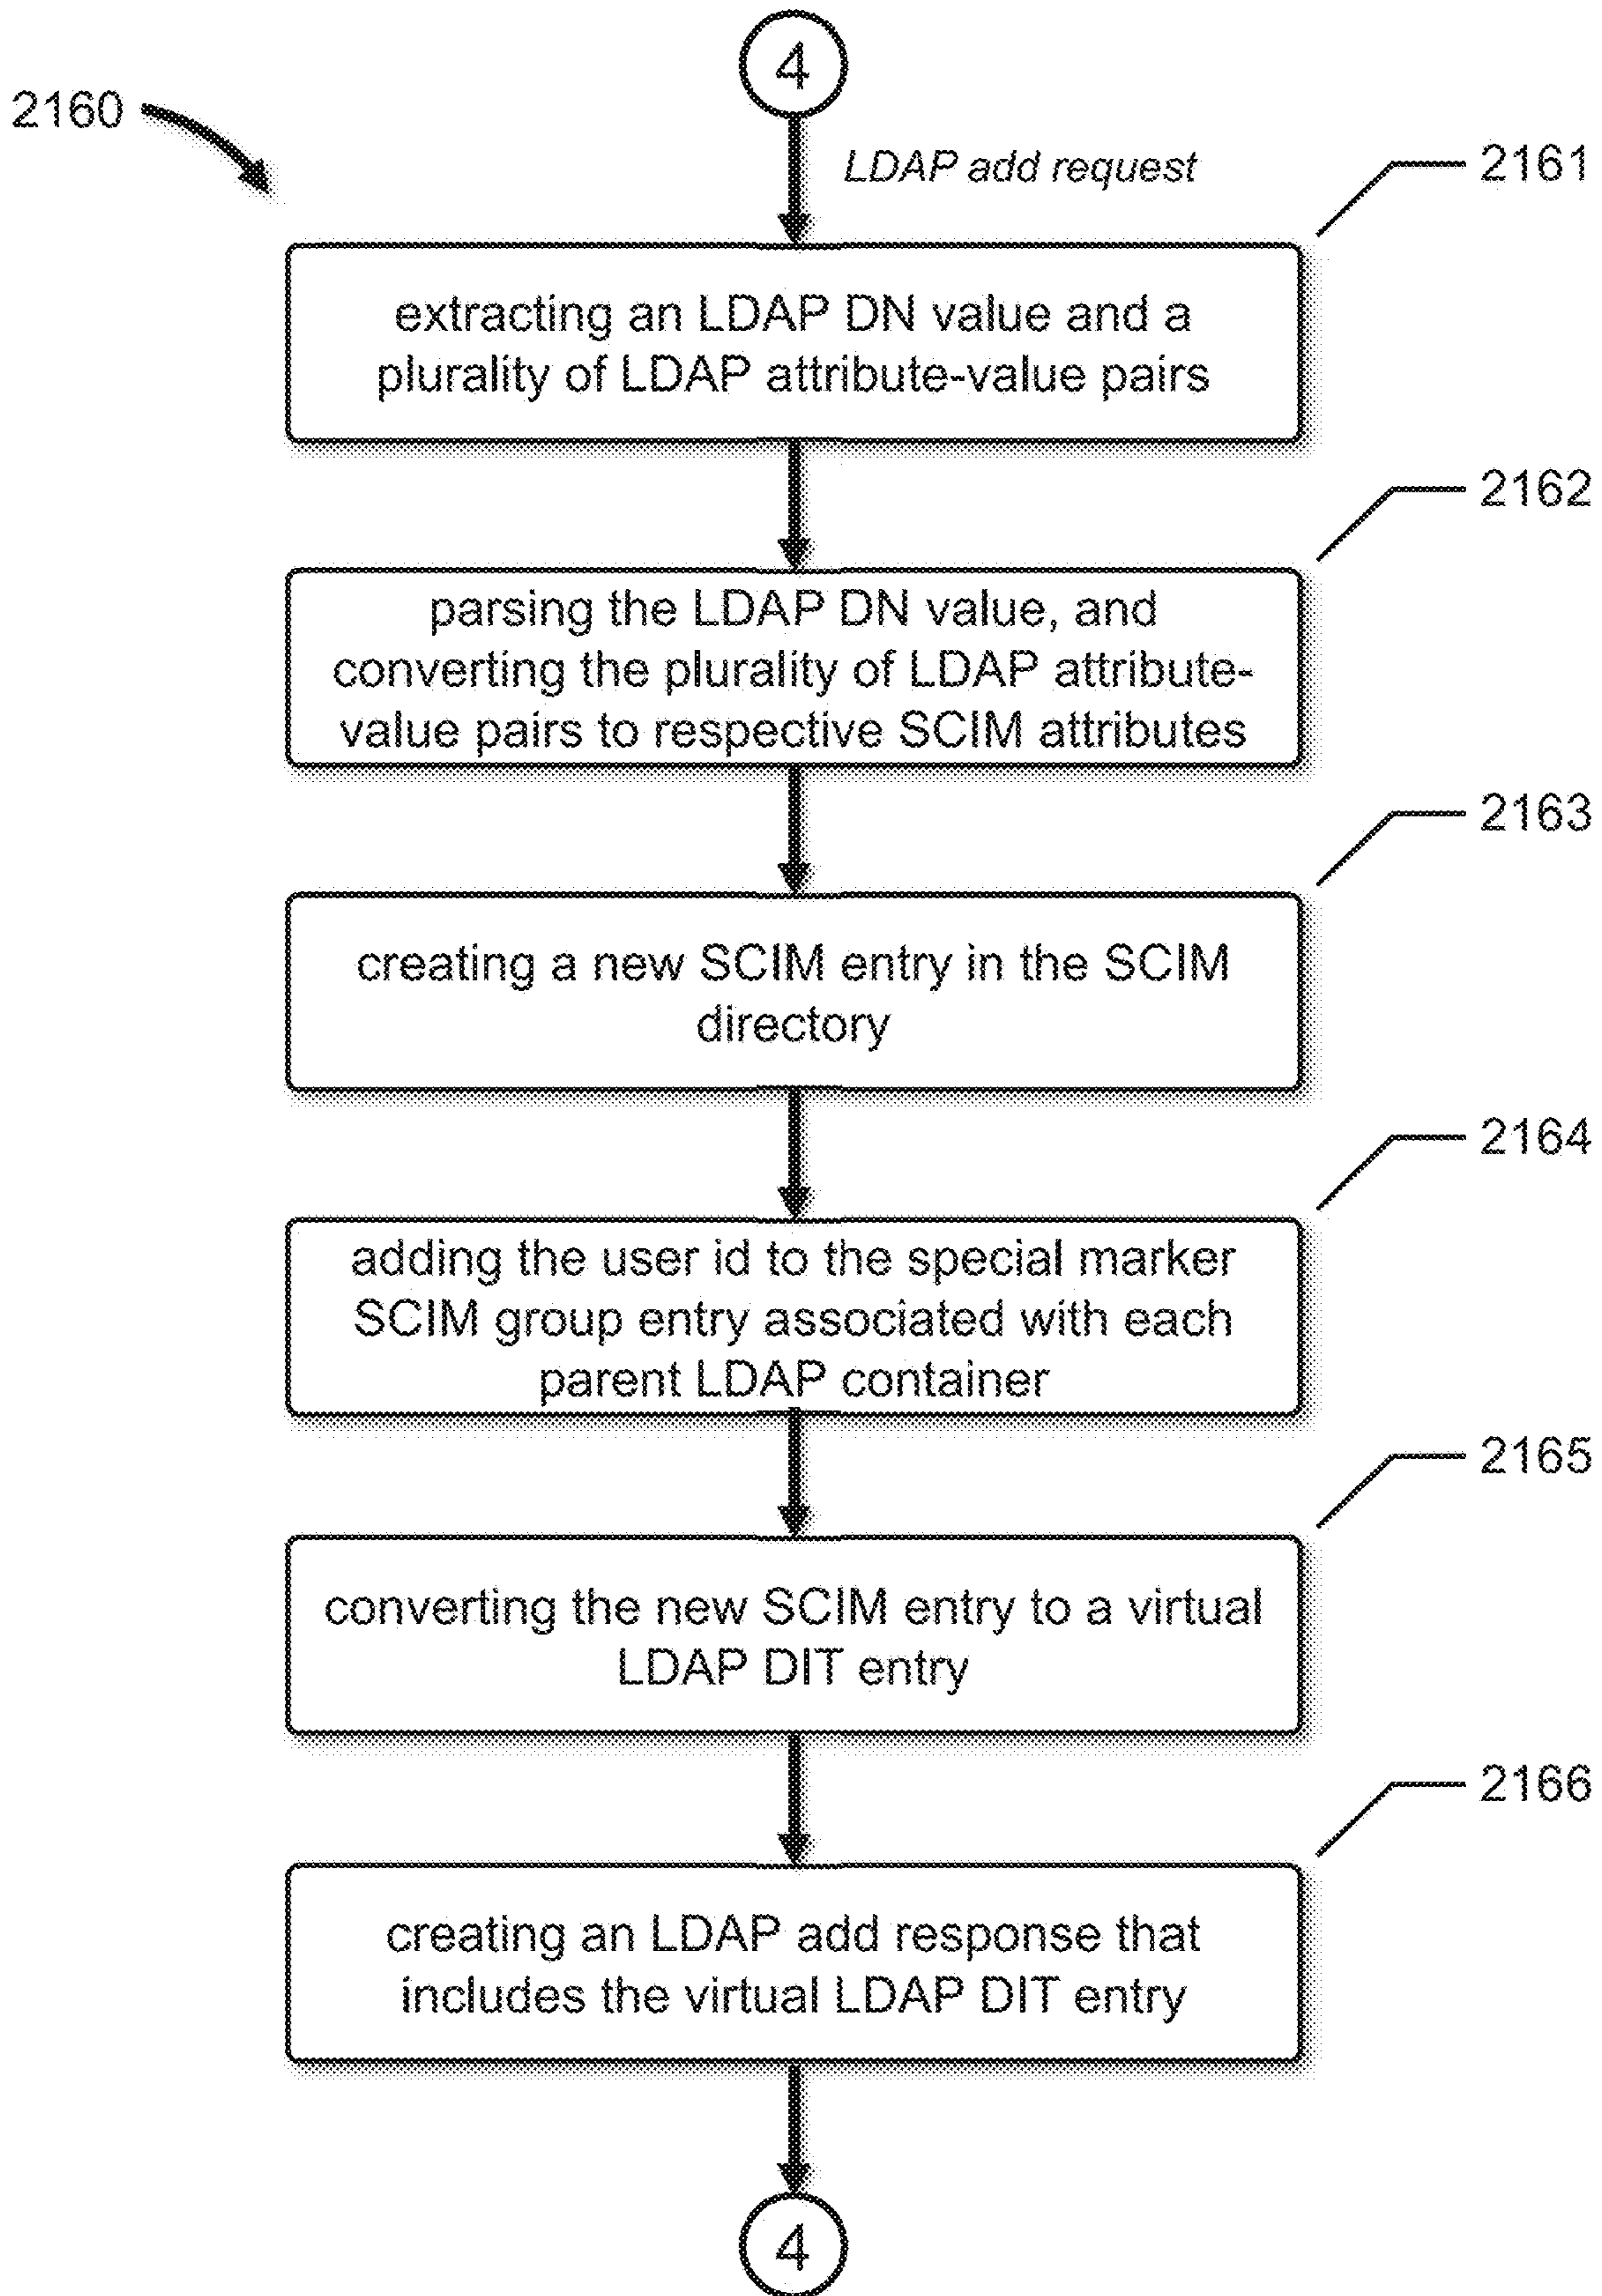 4
2160
LDAP add request
2161
extracting an LDAP DN value and a
plurality of LDAP attribute-value pairs
2162
parsing the LDAP DN value, and
converting the plurality of LDAP attribute-
value pairs to respective SCIM attributes
2163
creating a new SCIM entry in the SCIM
directory
2164
adding the user id to the special marker
SCIM group entry associated with each
parent LDAP container
2165
converting the new SCIM entry to a virtual
LDAP DIT entry
2166
creating an LDAP add response that
includes the virtual LDAP DIT entry
4